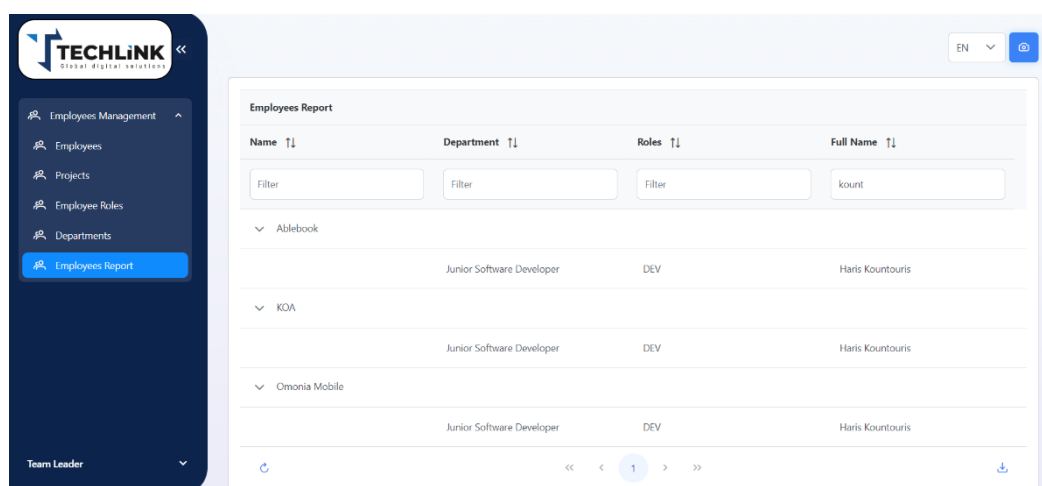 TECHLiNK
Global digital solutions
EN
Employees Management
Employees
Projects
Employee Roles
Departments
Employees Report
Team Leader
Employees Report
Name Department Roles Full Name
Filter Filter Filter kount
Ablebook
Junior Software Developer DEV Haris Kountouris
KOA
Junior Software Developer DEV Haris Kountouris
Omonia Mobile
Junior Software Developer DEV Haris Kountouris
1